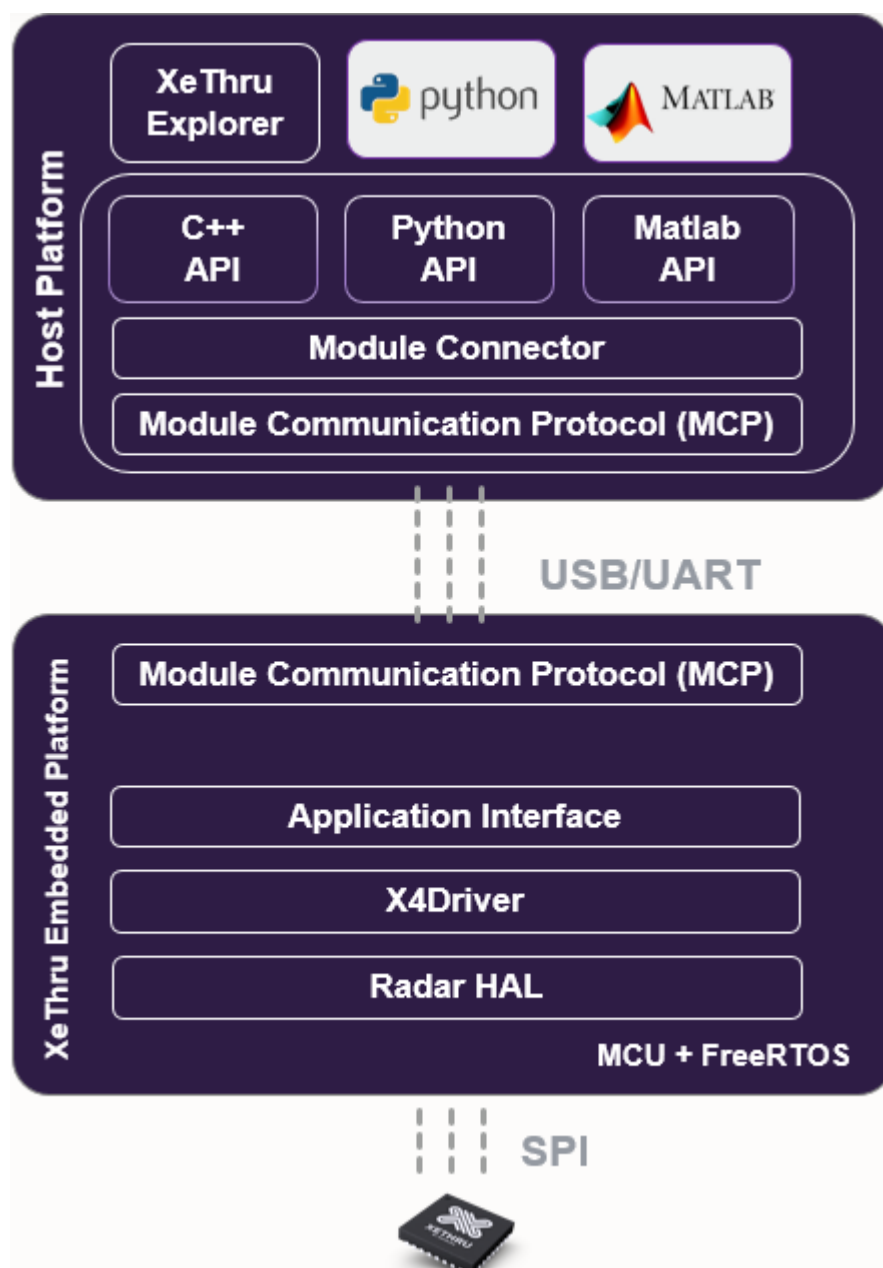 Host Platform
XeThru
Explorer
python
MATLAB
C++
API
Python
API
Matlab
API
Module Connector
Module Communication Protocol (MCP)
USB/UART
XeThru Embedded Platform
Module Communication Protocol (MCP)
Application Interface
X4Driver
Radar HAL
MCU + FreeRTOS
SPI
XETHRU